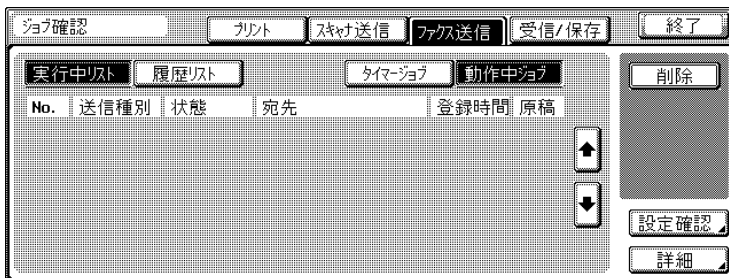 ジョブ確認 プリント スキャナ送信 ファクス送信 受信/保存 終了
実行中リスト 履歴リスト タイマージョブ 動作中ジョブ 削除
No. 送信種別 状態 宛先 登録時間 原稿
設定確認
詳細